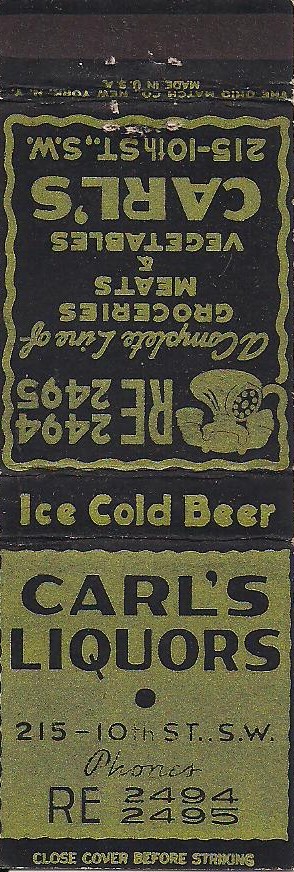 THE OHIO MATCH CO. NEW YORK, N.Y.
MADE IN U.S.A.
RE 2494
2495
A Complete Line of
GROCERIES
MEATS
&
VEGETABLES
CARL'S
215-10th ST., S.W.
Ice Cold Beer
CARL'S
LIQUORS
215-10th ST., S.W.
Phones
RE 2494
2495
CLOSE COVER BEFORE STRIKING